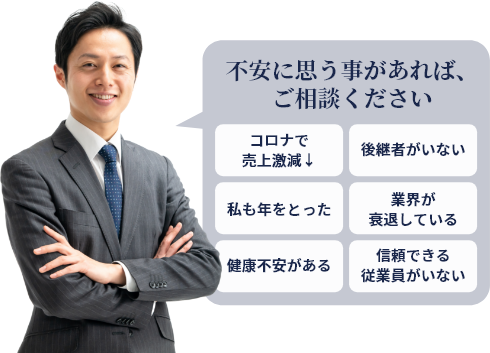 不安に思う事があれば、
ご相談ください
コロナで
売上激減↓
後継者がいない
私も年をとった
業界が
衰退している
健康不安がある
信頼できる
従業員がいない